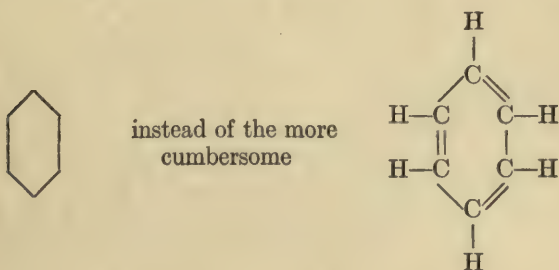 instead of the more
cumbersome
H
C
H—C C—H
H—C C—H
C
H